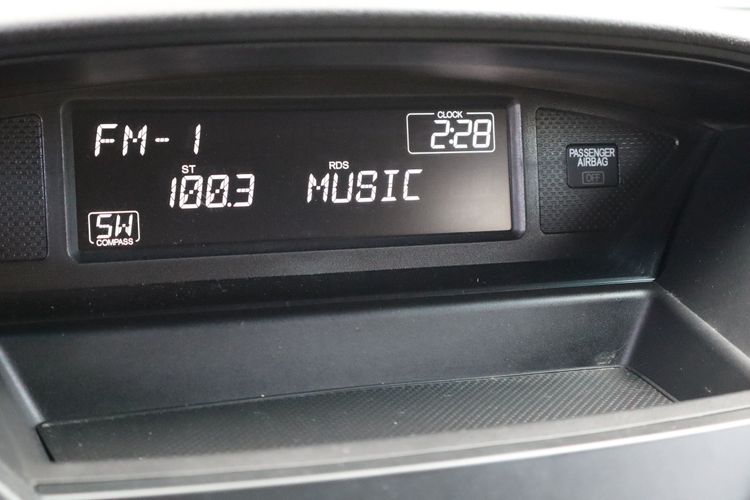 FM-1
CLOCK
2:28
ST
100.3
RDS
MUSIC
SW
COMPASS
PASSENGER
AIRBAG
OFF